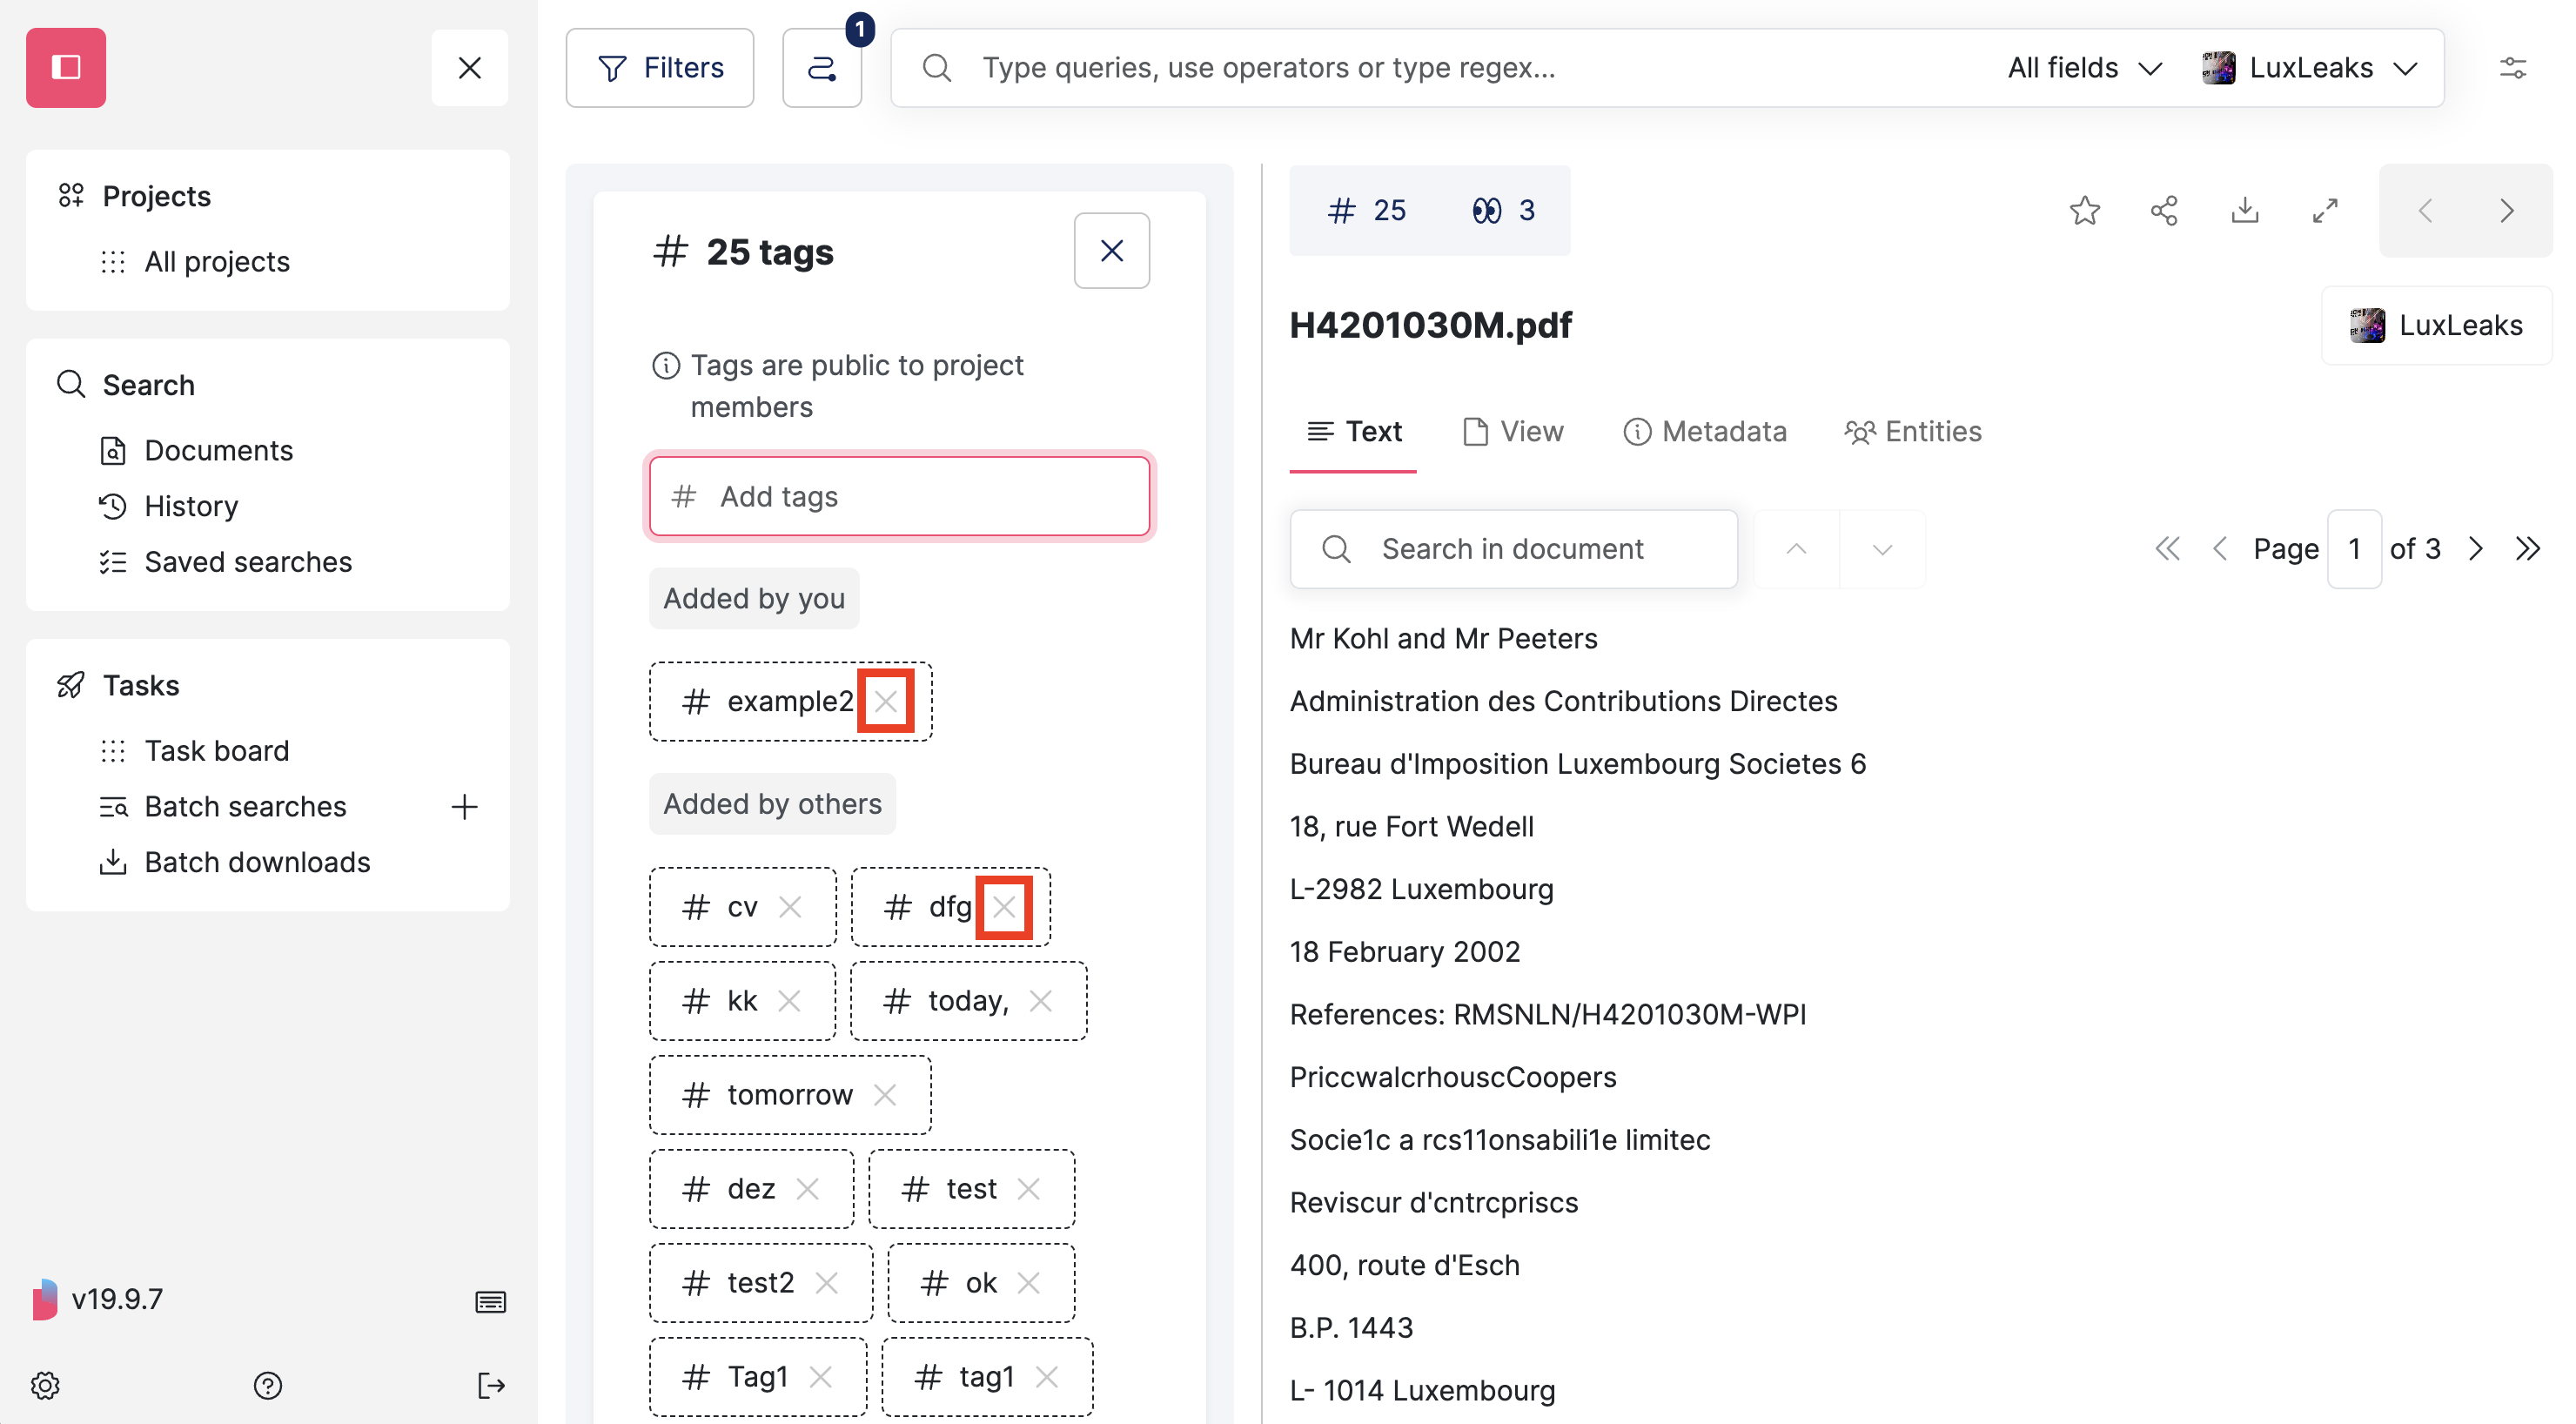 Projects
All projects
Search
Documents
History
Saved searches
Tasks
Task board
Batch searches
Batch downloads
v19.9.7
Filters
1
Type queries, use operators or type regex...
All fields
LuxLeaks
# 25 tags
Tags are public to project
members
# Add tags
Added by you
# example2
Added by others
# cv
# dfg
# kk
# today,
# tomorrow
# dez
# test
# test2
# ok
# Tag1
# tag1
# 25
3
H4201030M.pdf
LuxLeaks
Text
View
Metadata
Entities
Search in document
Page 1 of 3
Mr Kohl and Mr Peeters
Administration des Contributions Directes
Bureau d'Imposition Luxembourg Societes 6
18, rue Fort Wedell
L-2982 Luxembourg
18 February 2002
References: RMSNLN/H4201030M-WPI
PriccwalcrhouscCoopers
Socie1c a rcs11onsabili1e limitec
Reviscur d'cntrcpriscs
400, route d'Esch
B.P. 1443
L- 1014 Luxembourg